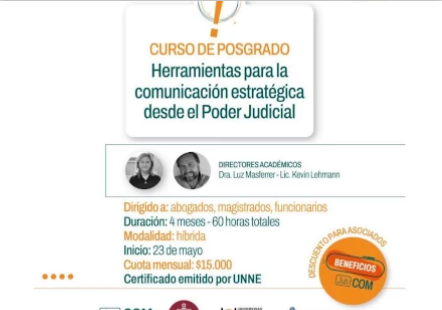 CURSO DE POSGRADO
Herramientas para la
comunicación estratégica
desde el Poder Judicial
DIRECTORES ACADÉMICOS
Dra. Luz Masferrer - Lic. Kevin Lehmann
Dirigido a: abogados, magistrados, funcionarios
Duración: 4 meses - 60 horas totales
Modalidad: híbrida
Inicio: 23 de mayo
Cuota mensual: $15.000
Certificado emitido por UNNE
DESCUENTO PARA ASOCIADOS
BENEFICIOS
COM